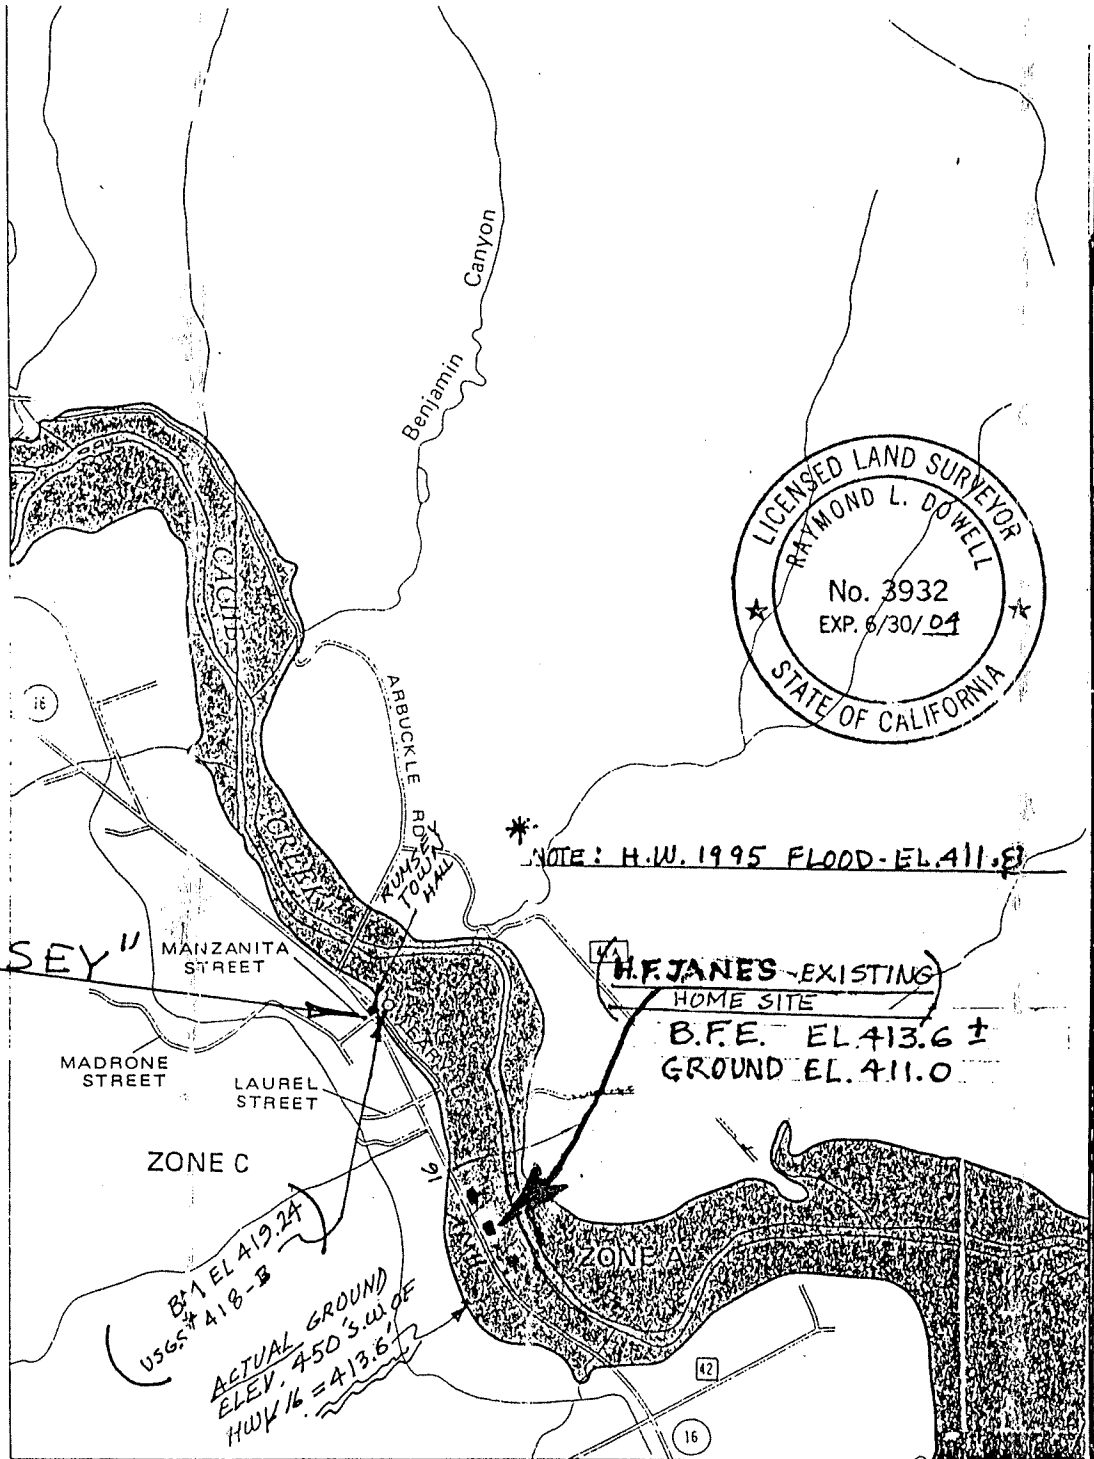 Benjamin Canyon
LICENSED LAND SURVEYOR
RAYMOND L. DOWELL
No. 3932
EXP. 6/30/04
STATE OF CALIFORNIA
CACHE
CREEK
16
ARBUCKLE RD
RUMSEY
TOWN
HALL
* NOTE: H.W. 1995 FLOOD-EL.411.8
SEY"
MANZANITA
STREET
H.F. JANES-EXISTING
HOME SITE
B.F.E. EL.413.6 ±
GROUND EL.411.0
MADRONE
STREET
LAUREL
STREET
ZONE C
16
ZONE A
BM EL 419.24
USGS # 418-B
ACTUAL GROUND
ELEV. 450' S.W. OF
HWY 16 = 413.6'
42
16